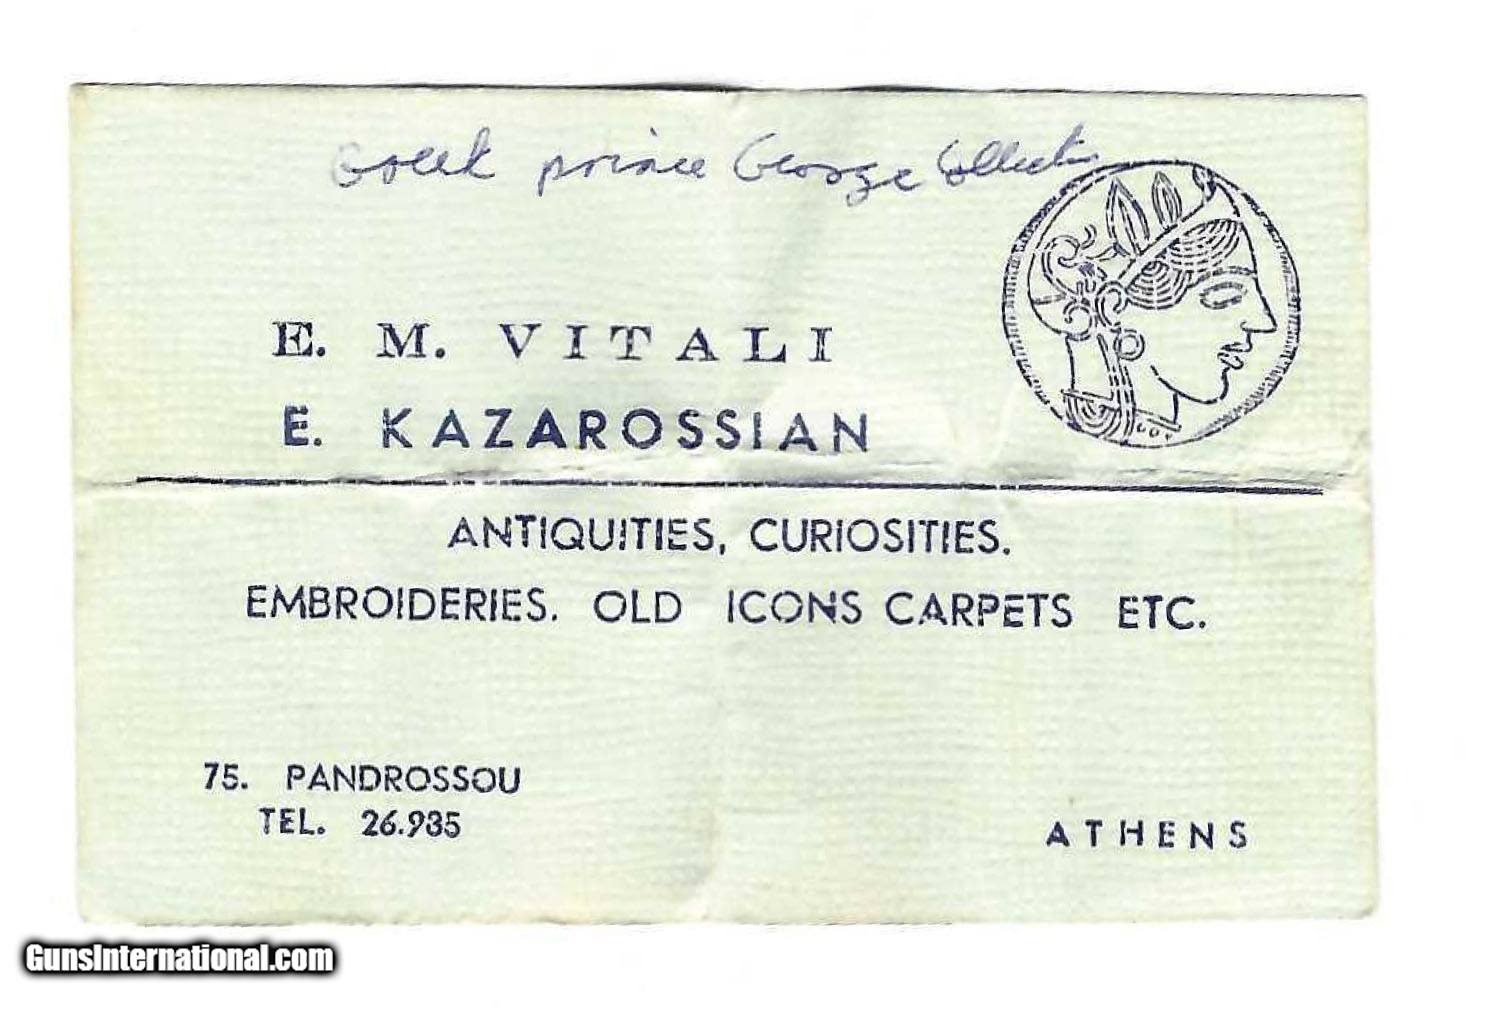 Greek prince George Collection
E. M. VITALI
E. KAZAROSSIAN
ANTIQUITIES, CURIOSITIES.
EMBROIDERIES. OLD ICONS CARPETS ETC.
75. PANDROSSOU
TEL. 26.935
ATHENS
GunsInternational.com